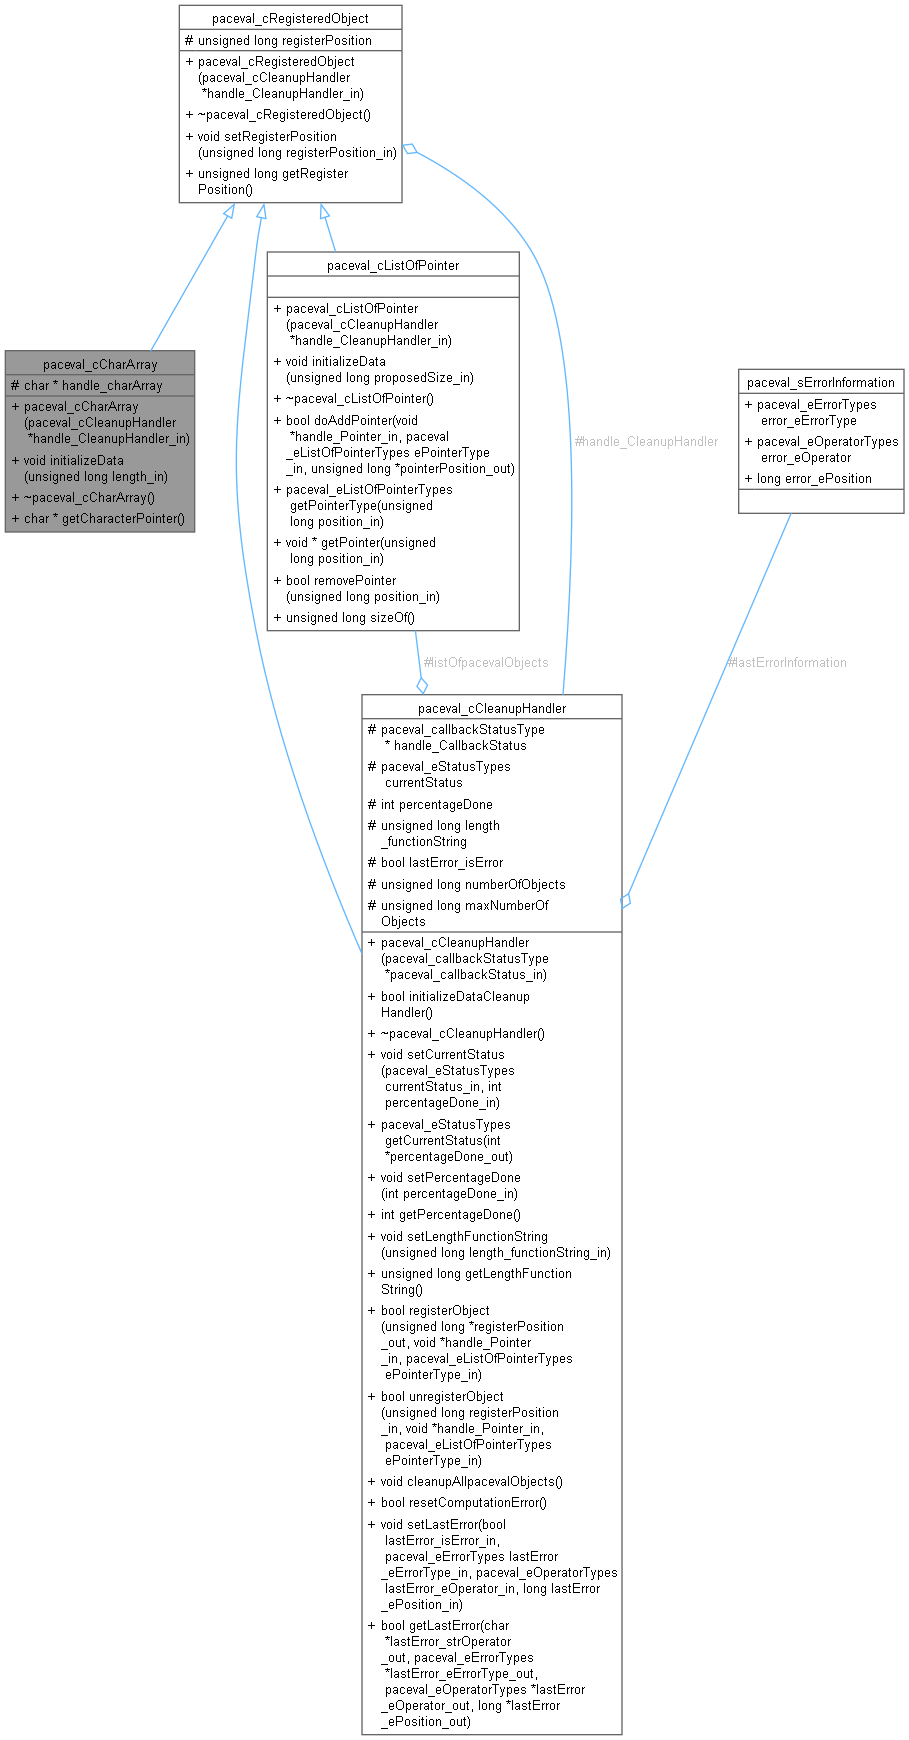 paceval_cRegisteredObject
# unsigned long registerPosition
+ paceval_cRegisteredObject
(paceval_cCleanupHandler
*handle_CleanupHandler_in)
+ ~paceval_cRegisteredObject()
+ void setRegisterPosition
(unsigned long registerPosition_in)
+ unsigned long getRegister
Position()
paceval_cListOfPointer
+ paceval_cListOfPointer
(paceval_cCleanupHandler
*handle_CleanupHandler_in)
+ void initializeData
(unsigned long proposedSize_in)
+ ~paceval_cListOfPointer()
+ bool doAddPointer(void
*handle_Pointer_in, paceval
_eListOfPointerTypes ePointerType
_in, unsigned long *pointerPosition_out)
+ paceval_eListOfPointerTypes
getPointerType(unsigned
long position_in)
+ void * getPointer(unsigned
long position_in)
+ bool removePointer
(unsigned long position_in)
+ unsigned long sizeOf()
paceval_cCharArray
# char * handle_charArray
+ paceval_cCharArray
(paceval_cCleanupHandler
*handle_CleanupHandler_in)
+ void initializeData
(unsigned long length_in)
+ ~paceval_cCharArray()
+ char * getCharacterPointer()
paceval_sErrorInformation
+ paceval_eErrorTypes
error_eErrorType
+ paceval_eOperatorTypes
error_eOperator
+ long error_ePosition
#handle_CleanupHandler
#listOfpacevalObjects
#lastErrorInformation
paceval_cCleanupHandler
# paceval_callbackStatusType
* handle_CallbackStatus
# paceval_eStatusTypes
currentStatus
# int percentageDone
# unsigned long length
_functionString
# bool lastError_isError
# unsigned long numberOfObjects
# unsigned long maxNumberOf
Objects
+ paceval_cCleanupHandler
(paceval_callbackStatusType
*paceval_callbackStatus_in)
+ bool initializeDataCleanup
Handler()
+ ~paceval_cCleanupHandler()
+ void setCurrentStatus
(paceval_eStatusTypes
currentStatus_in, int
percentageDone_in)
+ paceval_eStatusTypes
getCurrentStatus(int
*percentageDone_out)
+ void setPercentageDone
(int percentageDone_in)
+ int getPercentageDone()
+ void setLengthFunctionString
(unsigned long length_functionString_in)
+ unsigned long getLengthFunction
String()
+ bool registerObject
(unsigned long *registerPosition
_out, void *handle_Pointer
_in, paceval_eListOfPointerTypes
ePointerType_in)
+ bool unregisterObject
(unsigned long registerPosition
_in, void *handle_Pointer_in,
paceval_eListOfPointerTypes
ePointerType_in)
+ void cleanupAllpacevalObjects()
+ bool resetComputationError()
+ void setLastError(bool
lastError_isError_in,
paceval_eErrorTypes lastError
_eErrorType_in, paceval_eOperatorTypes
lastError_eOperator_in, long lastError
_ePosition_in)
+ bool getLastError(char
*lastError_strOperator
_out, paceval_eErrorTypes
*lastError_eErrorType_out,
paceval_eOperatorTypes *lastError
_eOperator_out, long *lastError
_ePosition_out)